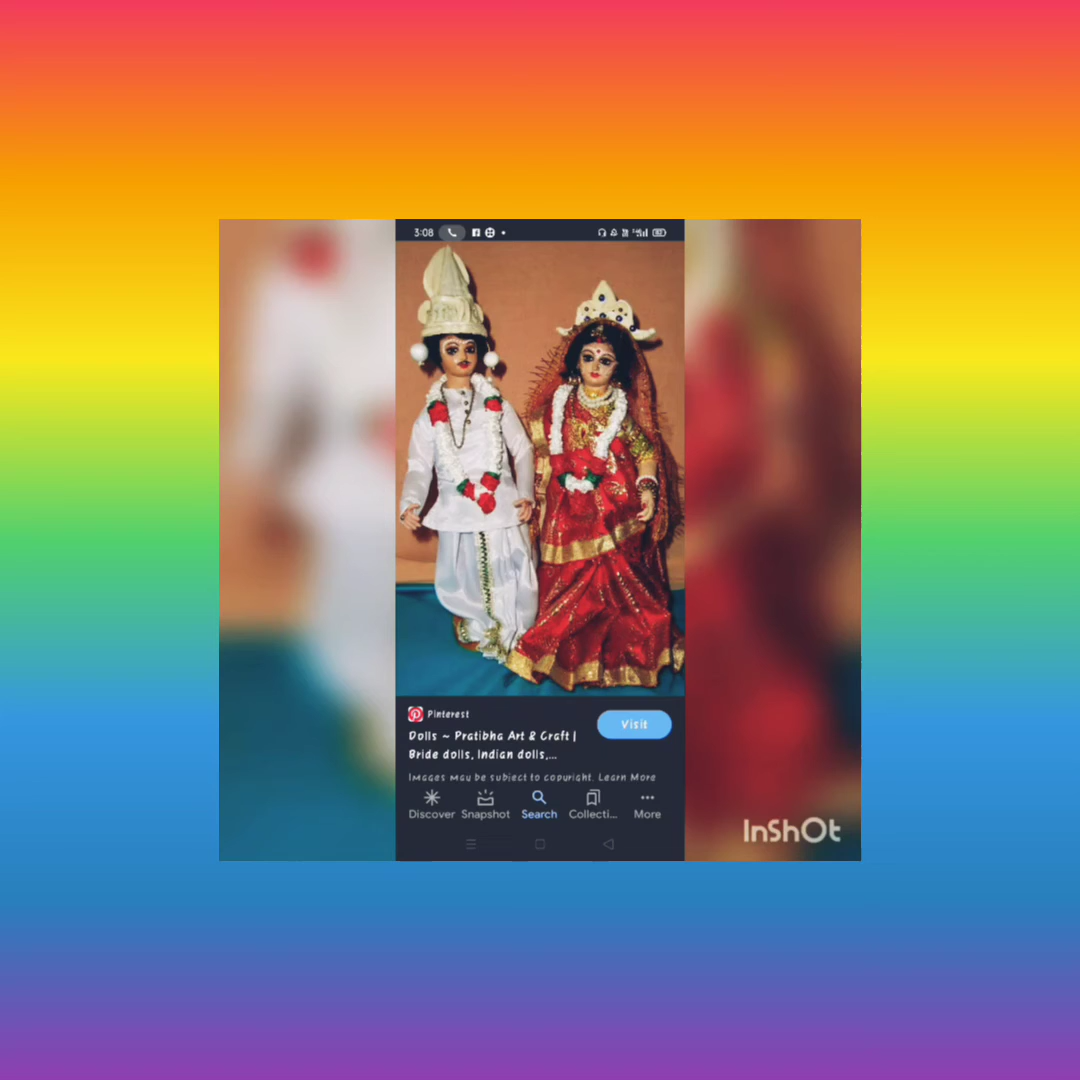 3:08
Pinterest
Visit
Dolls ~ Pratibha Art & Craft |
Bride dolls, Indian dolls,...
Images may be subject to copyright. Learn More
Discover Snapshot Search Collecti... More
InShOt